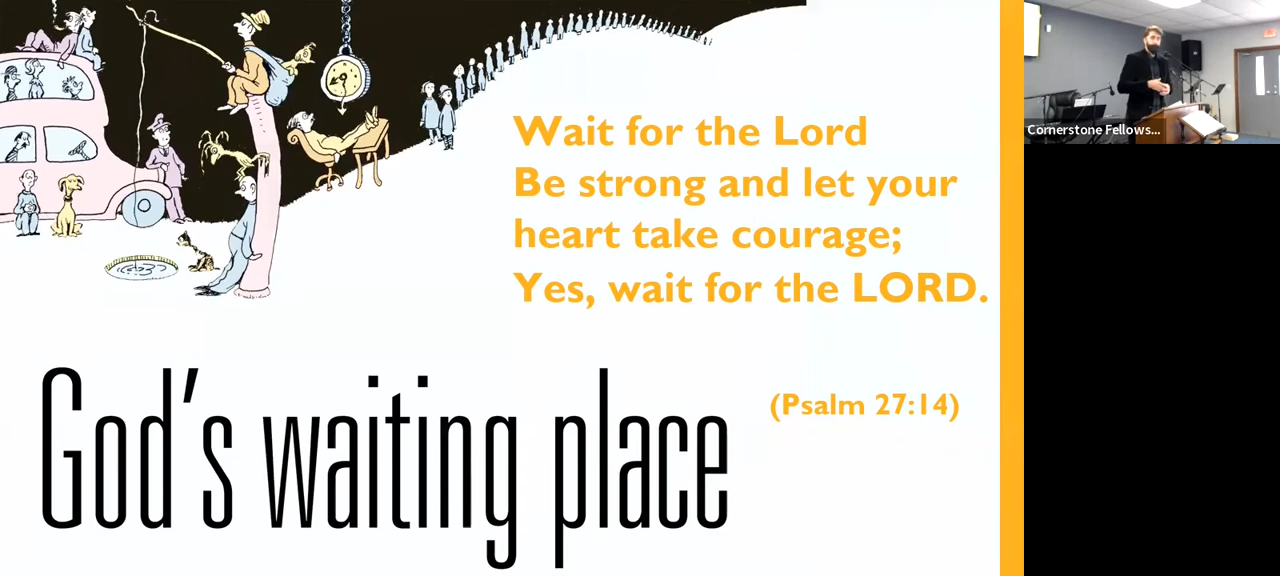 Wait for the Lord
Be strong and let your
heart take courage;
Yes, wait for the LORD.
(Psalm 27:14)
God's waiting place
Cornerstone Fellows...